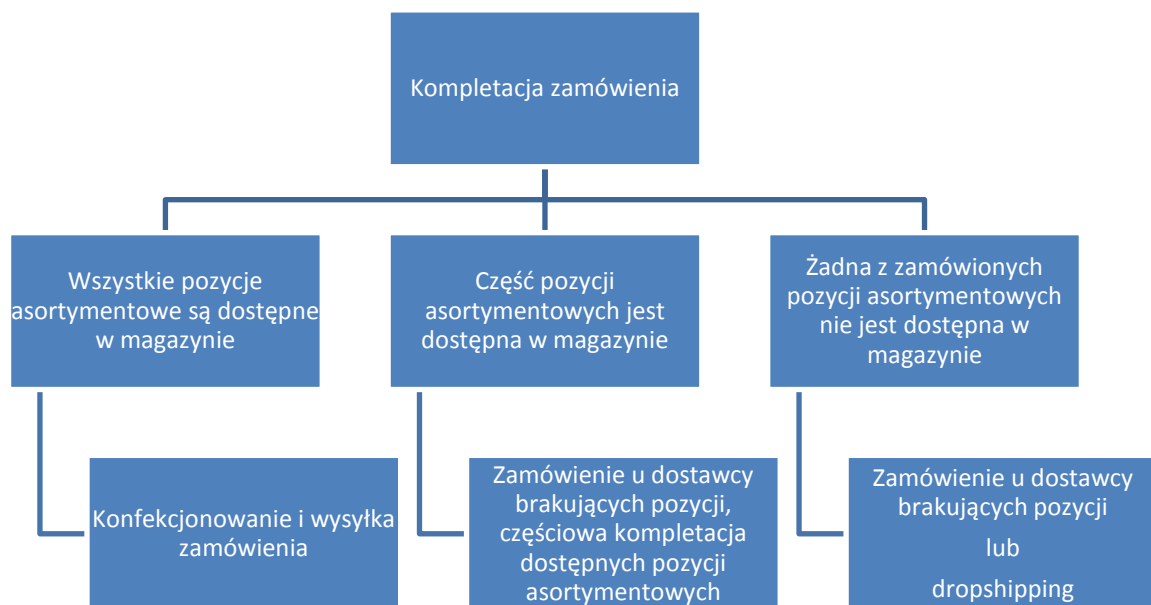 Kompletacja zamówienia
Wszystkie pozycje
asortymentowe są dostępne
w magazynie
Część pozycji
asortymentowych jest
dostępna w magazynie
Żadna z zamówionych
pozycji asortymentowych
nie jest dostępna w
magazynie
Konfekcjonowanie i wysyłka
zamówienia
Zamówienie u dostawcy
brakujących pozycji,
częściowa kompletacja
dostępnych pozycji
asortymentowych
Zamówienie u dostawcy
brakujących pozycji
lub
dropshipping